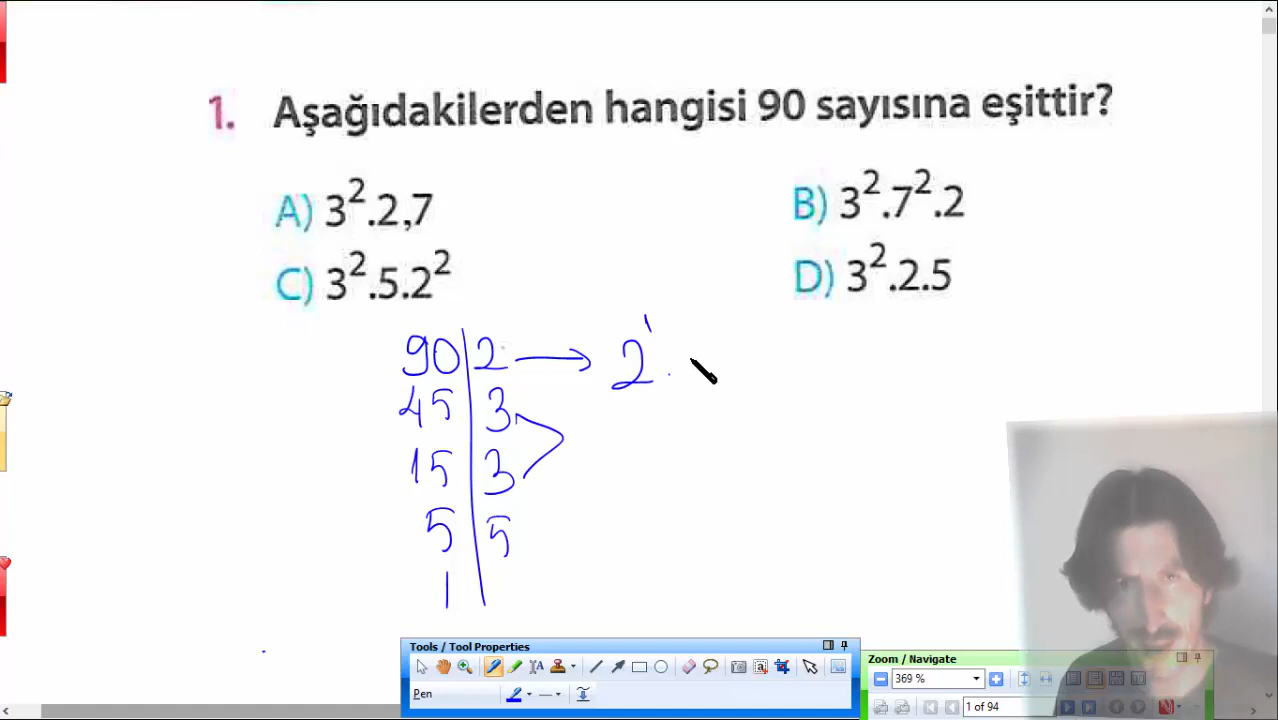 1. Aşağıdakilerden hangisi 90 sayısına eşittir?
A) 3².2,7
B) 3².7².2
C) 3².5.2²
D) 3².2.5
90 | 2 → 2¹.
45 | 3
15 | 3
5 | 5
1
Tools / Tool Properties
Pen
Zoom / Navigate
369 %
1 of 94